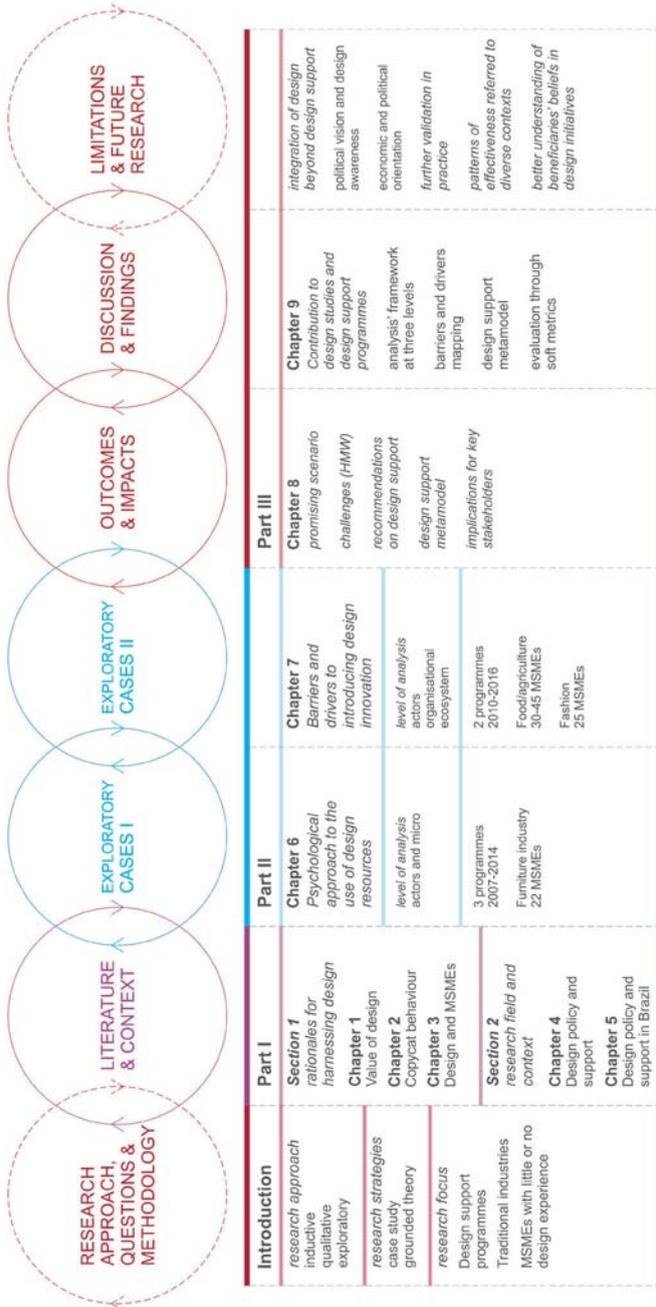 RESEARCH
APPROACH,
QUESTIONS &
METHODOLOGY
LITERATURE
& CONTEXT
EXPLORATORY
CASES I
EXPLORATORY
CASES II
OUTCOMES
& IMPACTS
DISCUSSION
& FINDINGS
LIMITATIONS
& FUTURE
RESEARCH
Introduction
research approach
inductive
qualitative
exploratory
research strategies
case study
grounded theory
research focus
Design support
programmes
Traditional industries
MSMEs with little or no
design experience
Part I
Section 1
rationales for
harnessing design
Chapter 1
Value of design
Chapter 2
Copycat behaviour
Chapter 3
Design and MSMEs
Section 2
research field and
context
Chapter 4
Design policy and
support
Chapter 5
Design policy and
support in Brazil
Part II
Chapter 6
Psychological
approach to the
use of design
resources
level of analysis
actors and micro
3 programmes
2007-2014
Furniture industry
22 MSMEs
Chapter 7
Barriers and
drivers to
introducing design
innovation
level of analysis
actors
organisational
ecosystem
2 programmes
2010-2016
Food/agriculture
30-45 MSMEs
Fashion
25 MSMEs
Part III
Chapter 8
promising scenario
challenges (HMW)
recommendations
on design support
design support
metamodel
implications for key
stakeholders
Chapter 9
Contribution to
design studies and
design support
programmes
analysis' framework
at three levels
barriers and drivers
mapping
design support
metamodel
evaluation through
soft metrics
integration of design
beyond design support
political vision and design
awareness
economic and political
orientation
further validation in
practice
patterns of
effectiveness referred to
diverse contexts
better understanding of
beneficiaries' beliefs in
design initiatives